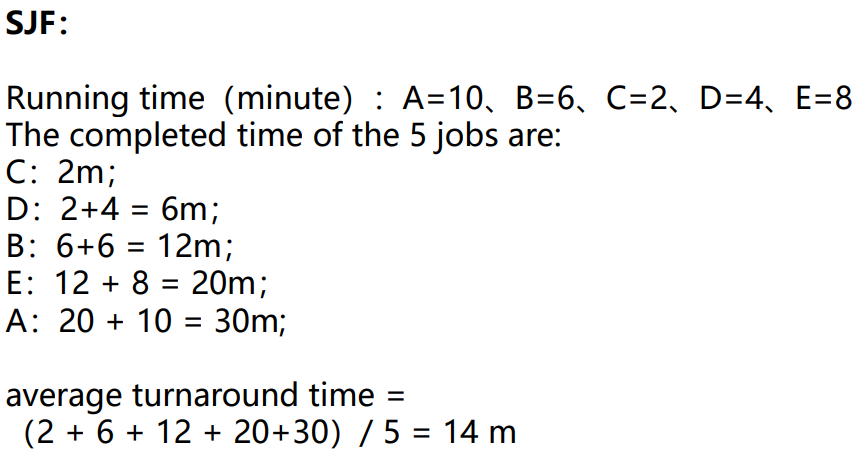 SJF：
Running time（minute）：A=10、B=6、C=2、D=4、E=8
The completed time of the 5 jobs are:
C：2m;
D：2+4 = 6m;
B：6+6 = 12m;
E：12 + 8 = 20m;
A：20 + 10 = 30m;
average turnaround time =
（2 + 6 + 12 + 20+30）/ 5 = 14 m